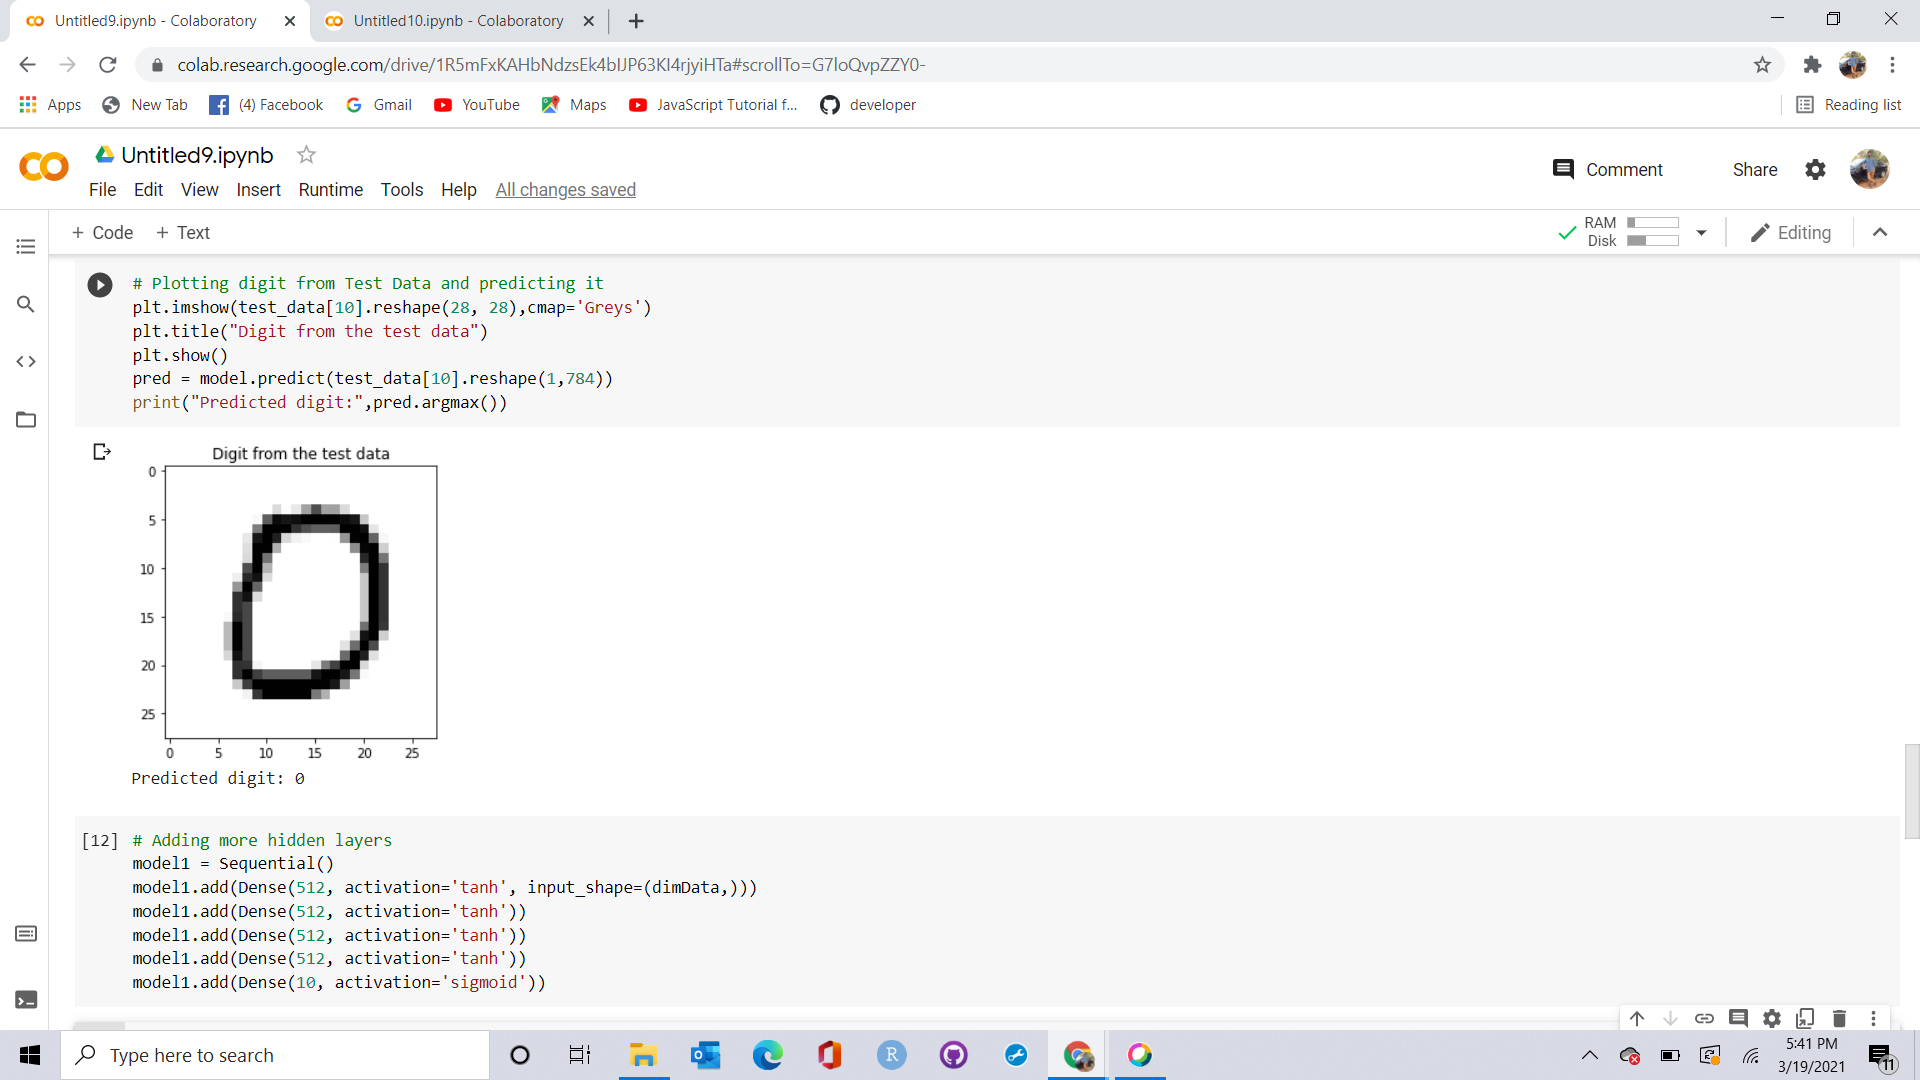 Untitled9.ipynb - Colaboratory
Untitled10.ipynb - Colaboratory
colab.research.google.com/drive/1R5mFxKAHbNdzsEk4bIJP63KI4rjyiHTa#scrollTo=G7loQvpZZY0-
Apps New Tab (4) Facebook Gmail YouTube Maps JavaScript Tutorial f... developer Reading list
Untitled9.ipynb
Comment Share
File Edit View Insert Runtime Tools Help All changes saved
+ Code + Text
RAM
Disk
Editing
# Plotting digit from Test Data and predicting it
plt.imshow(test_data[10].reshape(28, 28),cmap='Greys')
plt.title("Digit from the test data")
plt.show()
pred = model.predict(test_data[10].reshape(1,784))
print("Predicted digit:",pred.argmax())
Digit from the test data
0
5
10
15
20
25
0 5 10 15 20 25
Predicted digit: 0
[12] # Adding more hidden layers
model1 = Sequential()
model1.add(Dense(512, activation='tanh', input_shape=(dimData,)))
model1.add(Dense(512, activation='tanh'))
model1.add(Dense(512, activation='tanh'))
model1.add(Dense(512, activation='tanh'))
model1.add(Dense(10, activation='sigmoid'))
Type here to search
5:41 PM
3/19/2021
11